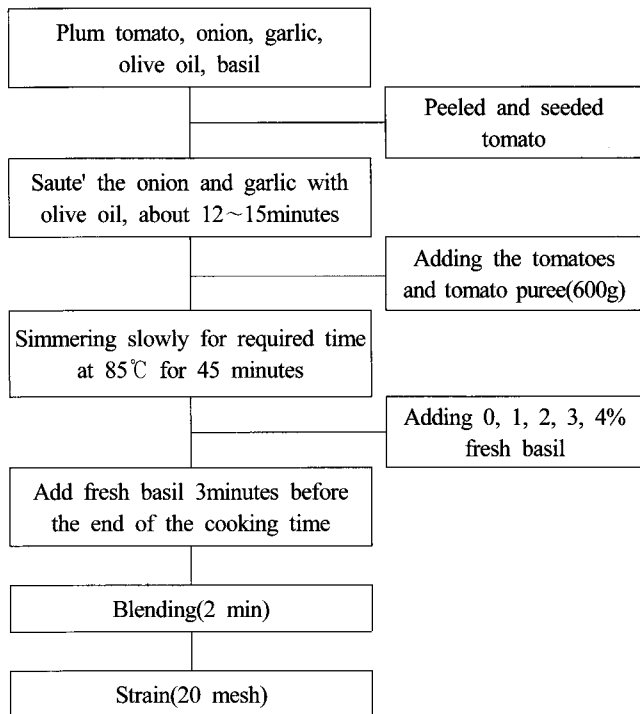 Plum tomato, onion, garlic,
olive oil, basil
Peeled and seeded
tomato
Saute' the onion and garlic with
olive oil, about 12～15minutes
Adding the tomatoes
and tomato puree(600g)
Simmering slowly for required time
at 85℃ for 45 minutes
Adding 0, 1, 2, 3, 4%
fresh basil
Add fresh basil 3minutes before
the end of the cooking time
Blending(2 min)
Strain(20 mesh)